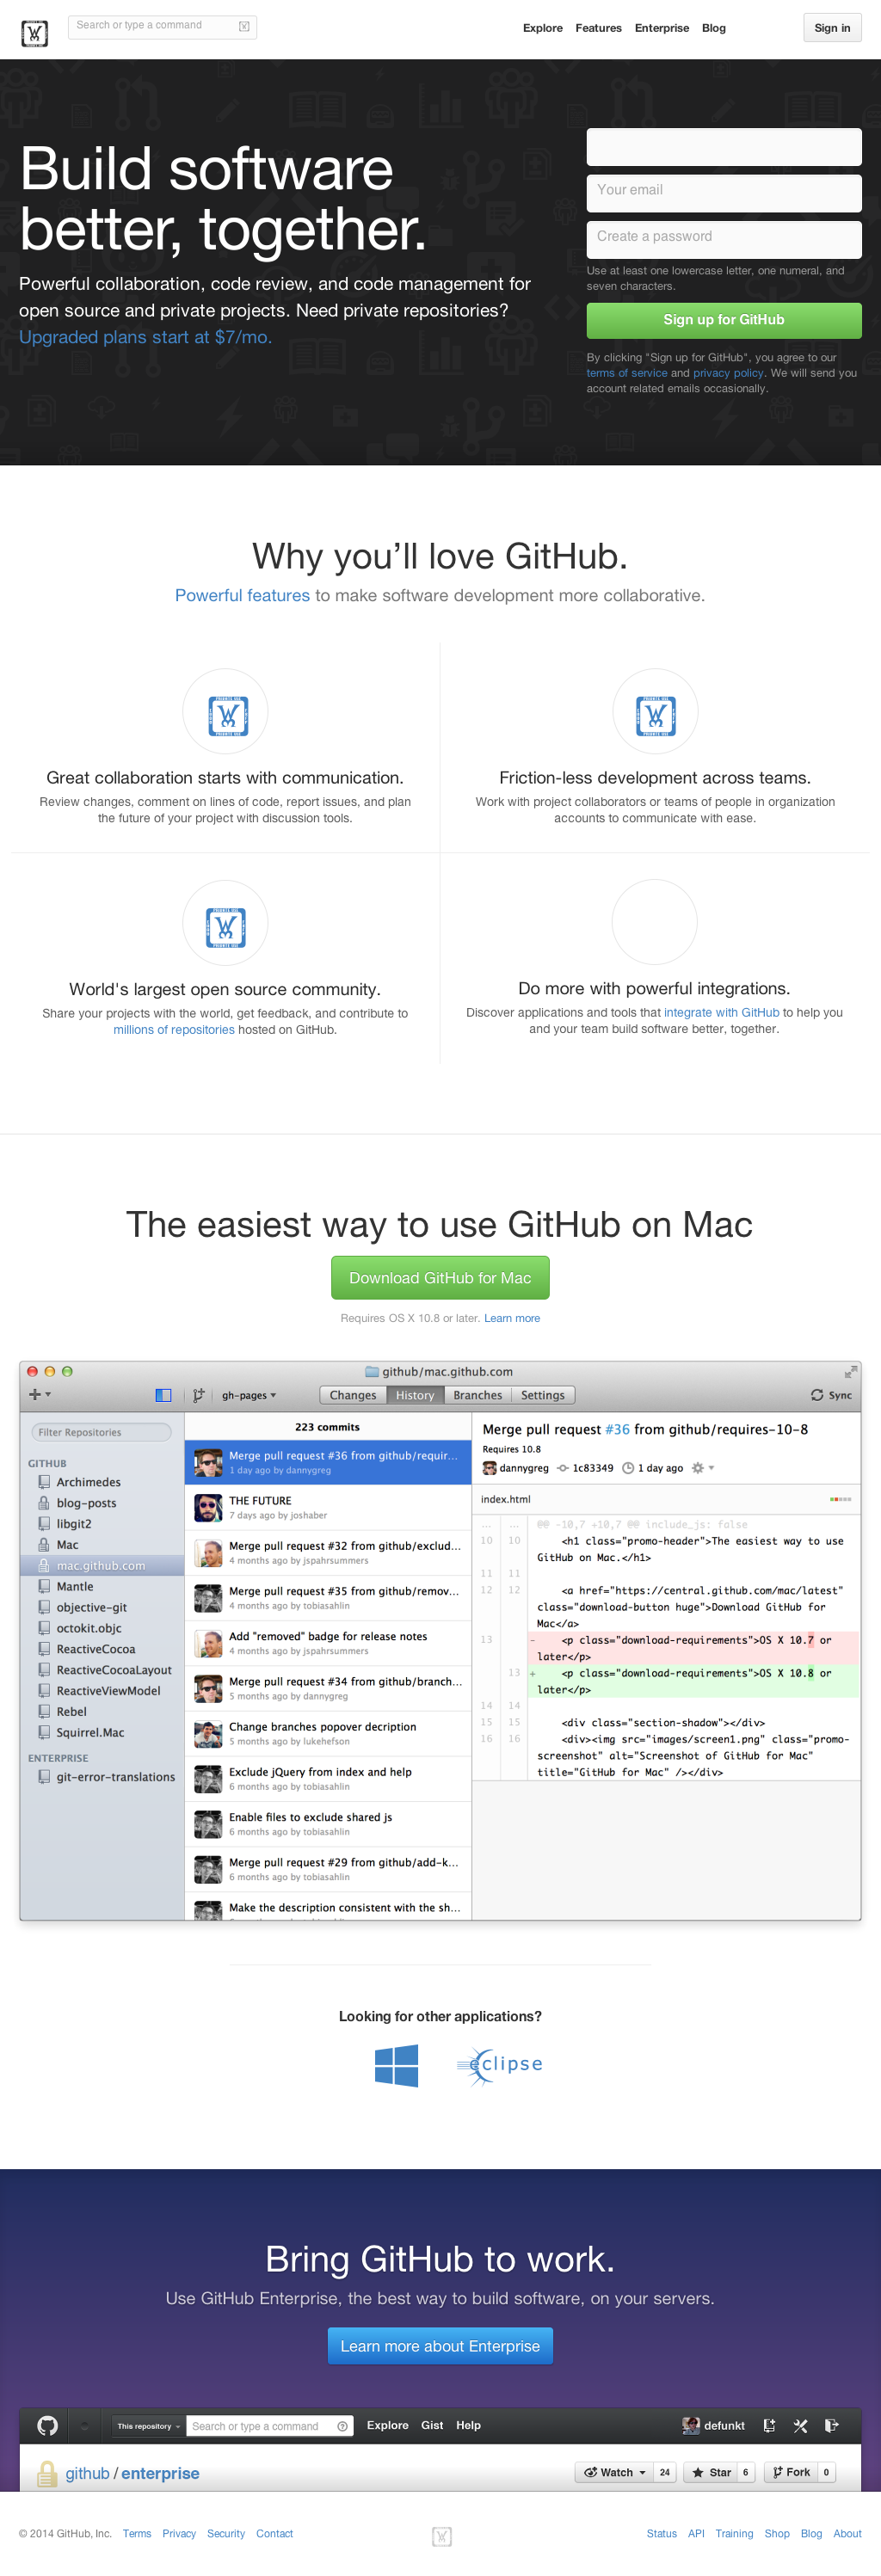 Search or type a command
Explore Features Enterprise Blog
Sign in
Build software
better, together.
Powerful collaboration, code review, and code management for
open source and private projects. Need private repositories?
Upgraded plans start at $7/mo.
Your email
Create a password
Use at least one lowercase letter, one numeral, and
seven characters.
Sign up for GitHub
By clicking "Sign up for GitHub", you agree to our
terms of service and privacy policy. We will send you
account related emails occasionally.
Why you’ll love GitHub.
Powerful features to make software development more collaborative.
PRIVATE USE
PRIVATE USE
Great collaboration starts with communication.
Review changes, comment on lines of code, report issues, and plan
the future of your project with discussion tools.
PRIVATE USE
PRIVATE USE
Friction-less development across teams.
Work with project collaborators or teams of people in organization
accounts to communicate with ease.
PRIVATE USE
PRIVATE USE
World's largest open source community.
Share your projects with the world, get feedback, and contribute to
millions of repositories hosted on GitHub.
Do more with powerful integrations.
Discover applications and tools that integrate with GitHub to help you
and your team build software better, together.
The easiest way to use GitHub on Mac
Download GitHub for Mac
Requires OS X 10.8 or later. Learn more
github/mac.github.com
gh-pages
Changes History Branches Settings
Sync
Filter Repositories
GITHUB
Archimedes
blog-posts
libgit2
Mac
mac.github.com
Mantle
objective-git
octokit.objc
ReactiveCocoa
ReactiveCocoaLayout
ReactiveViewModel
Rebel
Squirrel.Mac
ENTERPRISE
git-error-translations
223 commits
Merge pull request #36 from github/requir...
1 day ago by dannygreg
THE FUTURE
7 days ago by joshaber
Merge pull request #32 from github/exclud...
4 months ago by jspahrsummers
Merge pull request #35 from github/remov...
4 months ago by tobiasahlin
Add "removed" badge for release notes
4 months ago by jspahrsummers
Merge pull request #34 from github/branch...
5 months ago by dannygreg
Change branches popover decription
5 months ago by lukehefson
Exclude jQuery from index and help
6 months ago by tobiasahlin
Enable files to exclude shared js
6 months ago by tobiasahlin
Merge pull request #29 from github/add-k...
6 months ago by tobiasahlin
Make the description consistent with the sh...
Merge pull request #36 from github/requires-10-8
Requires 10.8
dannygreg 1c83349 1 day ago
index.html
... ... @@ -10,7 +10,7 @@ include_js: false
10 10 <h1 class="promo-header">The easiest way to use
GitHub on Mac.</h1>
11 11
12 12 <a href="https://central.github.com/mac/latest"
class="download-button huge">Download GitHub for
Mac</a>
13 - <p class="download-requirements">OS X 10.7 or
later</p>
13 + <p class="download-requirements">OS X 10.8 or
later</p>
14 14
15 15 <div class="section-shadow"></div>
16 16 <div><img src="images/screen1.png" class="promo-
screenshot" alt="Screenshot of GitHub for Mac"
title="GitHub for Mac" /></div>
Looking for other applications?
eclipse
Bring GitHub to work.
Use GitHub Enterprise, the best way to build software, on your servers.
Learn more about Enterprise
This repository
Search or type a command
Explore Gist Help
defunkt
github / enterprise
Watch 24 Star 6 Fork 0
© 2014 GitHub, Inc. Terms Privacy Security Contact
Status API Training Shop Blog About